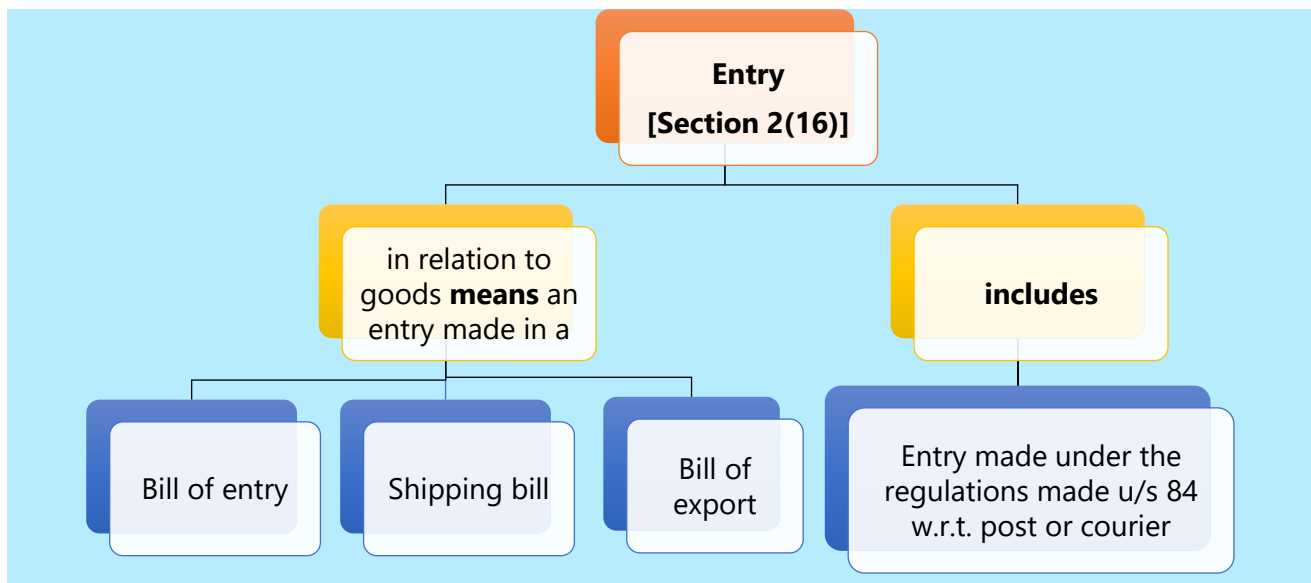 Entry
[Section 2(16)]
in relation to
goods means an
entry made in a
includes
Bill of entry
Shipping bill
Bill of
export
Entry made under the
regulations made u/s 84
w.r.t. post or courier